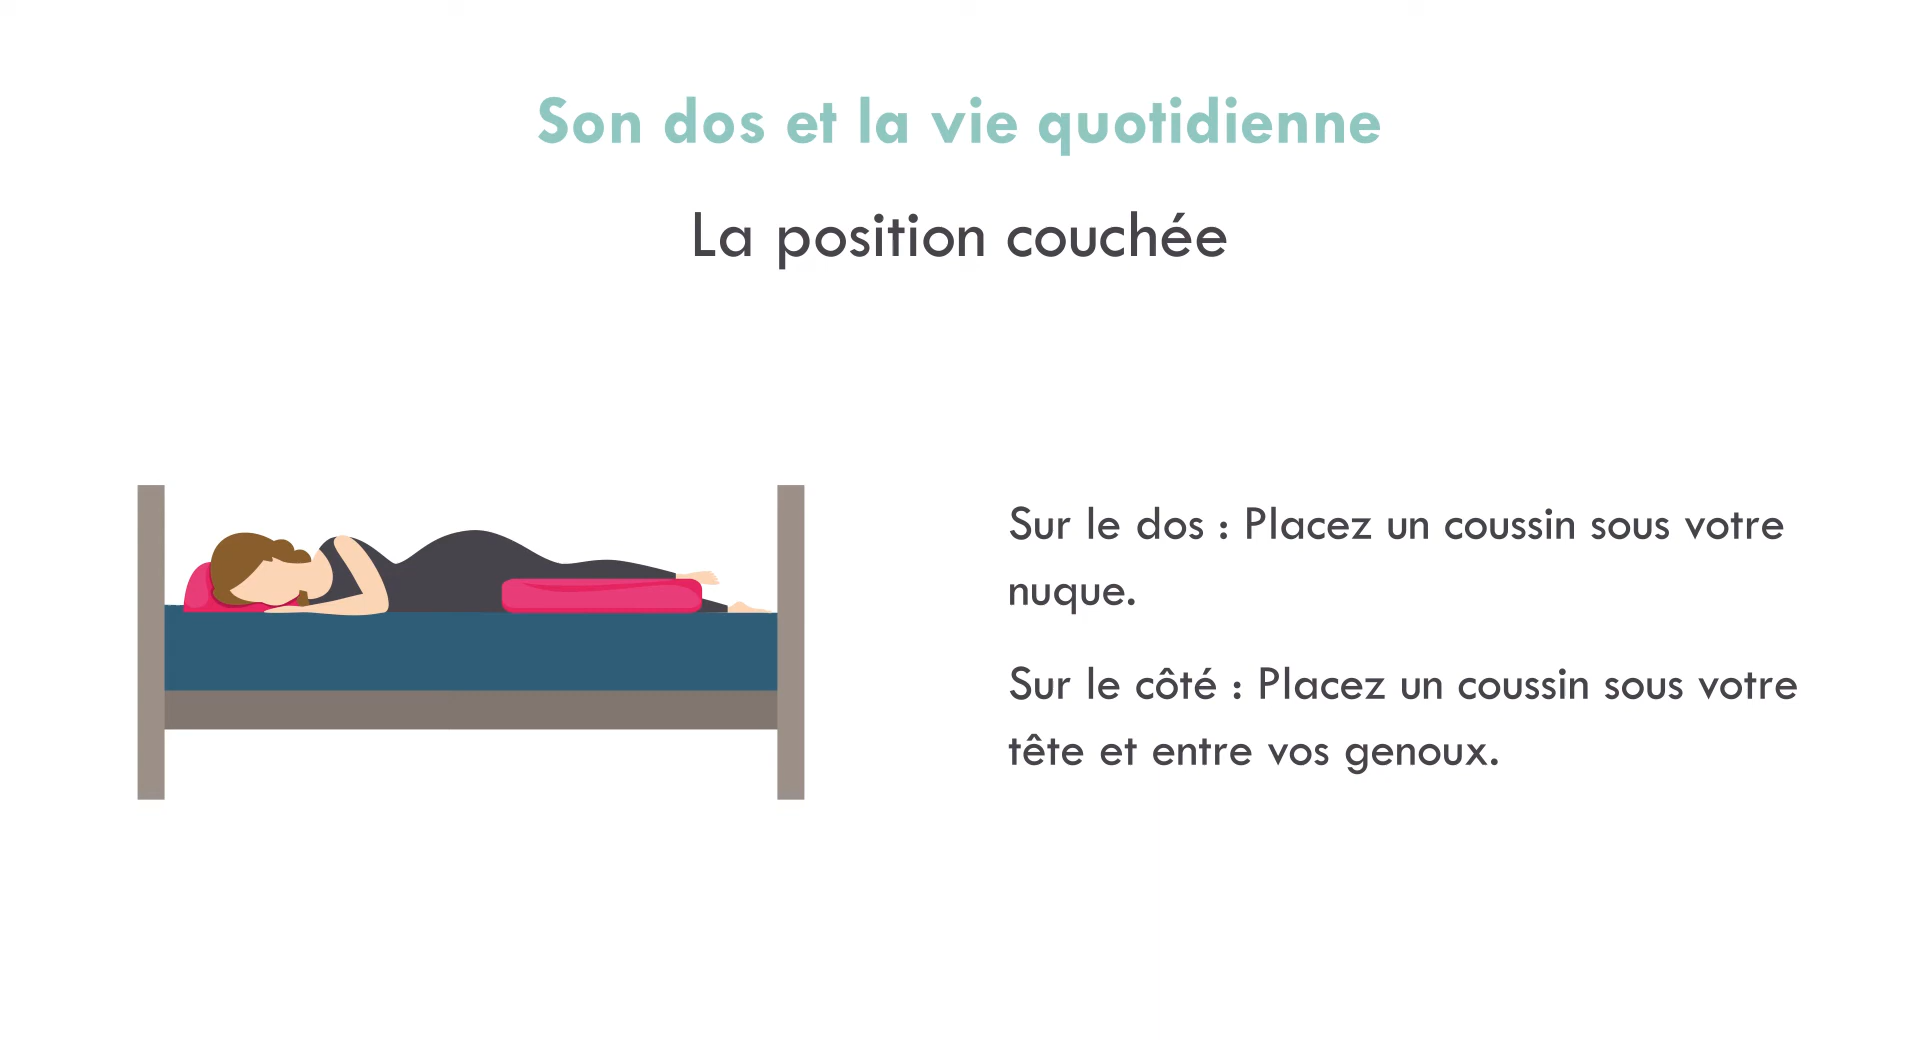 Son dos et la vie quotidienne
La position couchée
Sur le dos : Placez un coussin sous votre
nuque.
Sur le côté : Placez un coussin sous votre
tête et entre vos genoux.